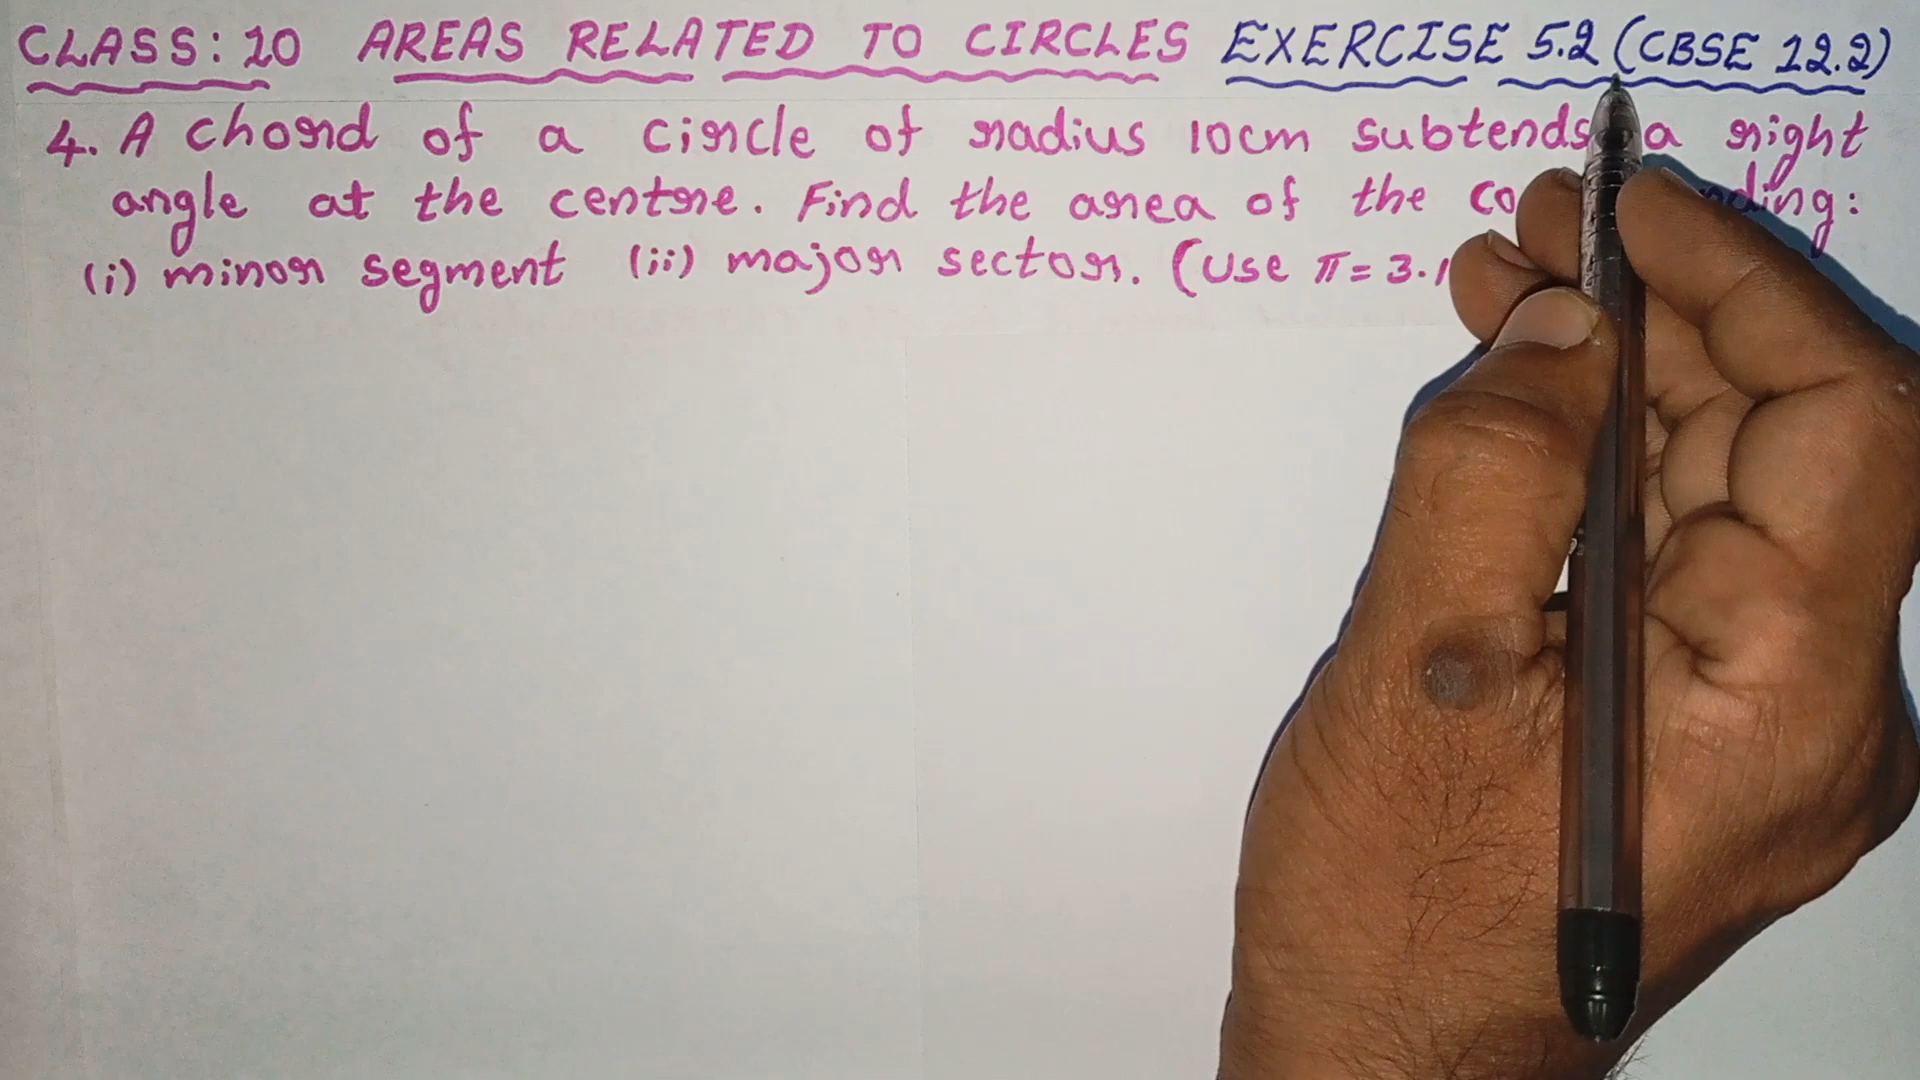 CLASS: 10 AREAS RELATED TO CIRCLES EXERCISE 5.2 (CBSE 12.2)
4. A chord of a circle of radius 10cm subtends a right
angle at the centre. Find the area of the
(i) minor segment (ii) major sector. (use π = 3.1